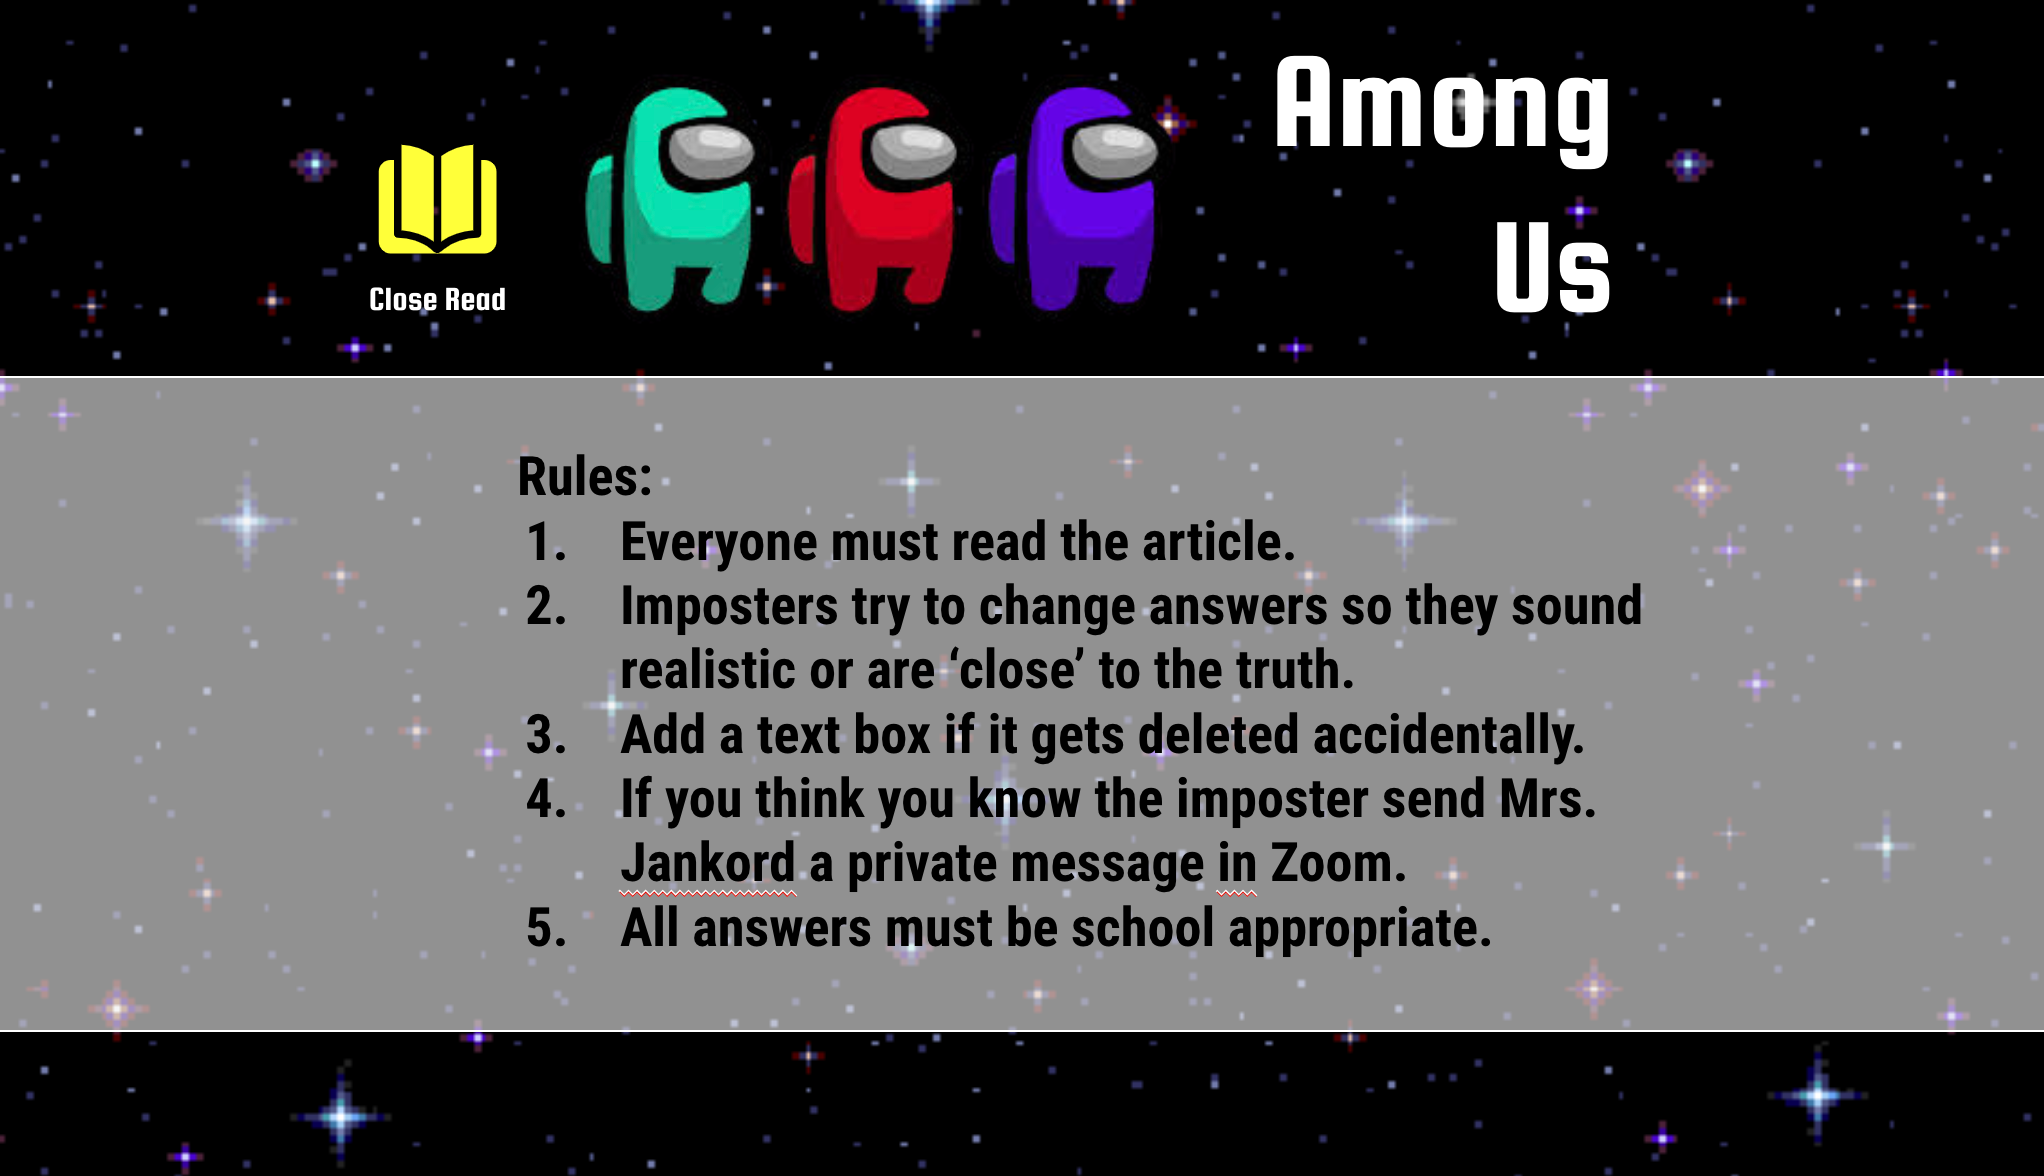 Among
Us
Close Read
Rules:
1. Everyone must read the article.
2. Imposters try to change answers so they sound
realistic or are ‘close’ to the truth.
3. Add a text box if it gets deleted accidentally.
4. If you think you know the imposter send Mrs.
Jankord a private message in Zoom.
5. All answers must be school appropriate.